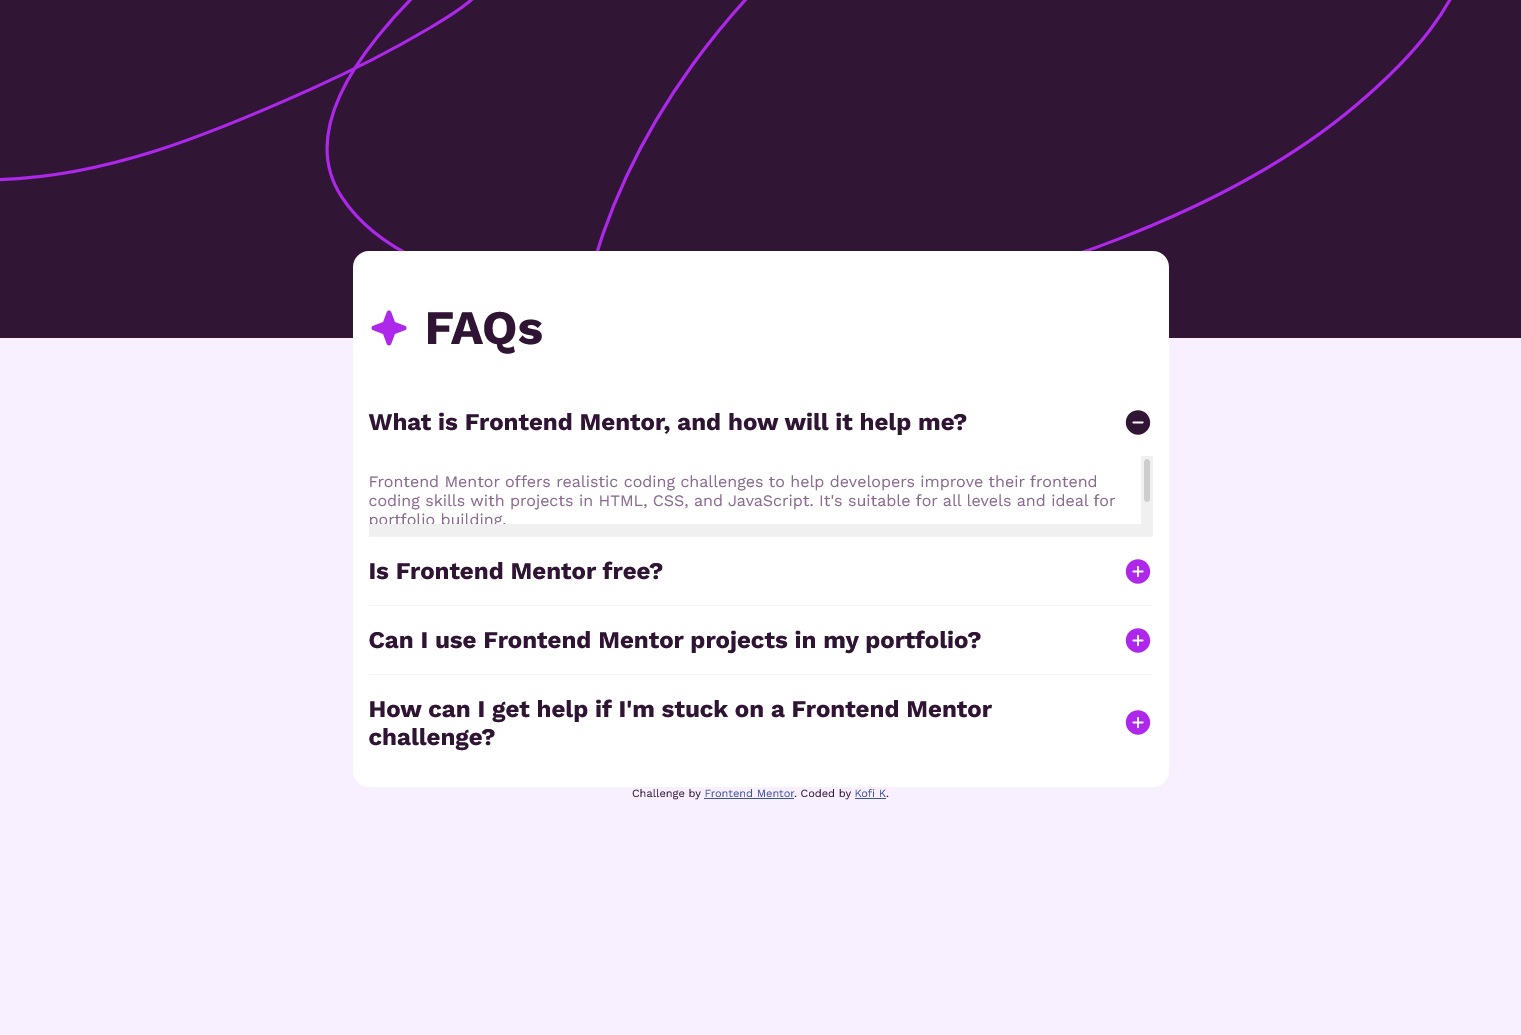 FAQs
What is Frontend Mentor, and how will it help me?
Frontend Mentor offers realistic coding challenges to help developers improve their frontend
coding skills with projects in HTML, CSS, and JavaScript. It's suitable for all levels and ideal for
portfolio building.
Is Frontend Mentor free?
Can I use Frontend Mentor projects in my portfolio?
How can I get help if I'm stuck on a Frontend Mentor
challenge?
Challenge by Frontend Mentor. Coded by Kofi K.